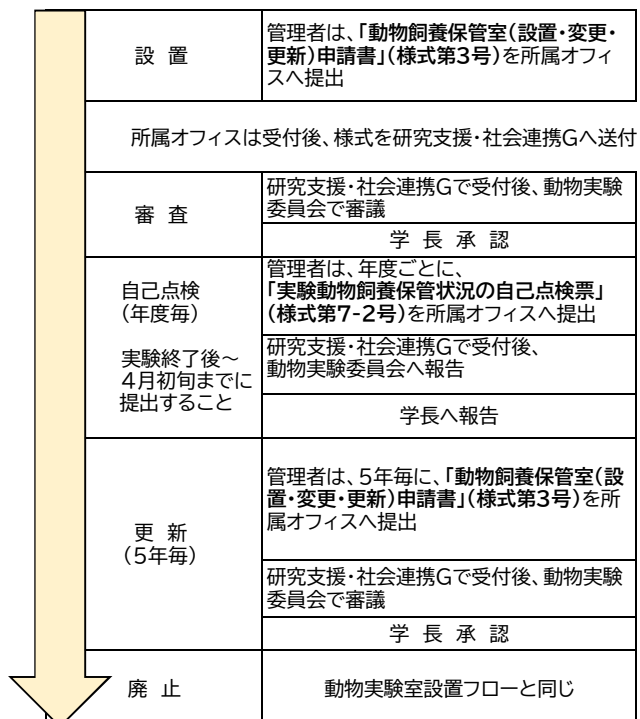 設 置
管理者は、「動物飼養保管室(設置・変更・
更新)申請書」(様式第3号)を所属オフィ
スへ提出
所属オフィスは受付後、様式を研究支援・社会連携Gへ送付
審 査
研究支援・社会連携Gで受付後、動物実験
委員会で審議
学 長 承 認
自己点検
(年度毎)
実験終了後～
4月初旬までに
提出すること
管理者は、年度ごとに、
「実験動物飼養保管状況の自己点検票」
(様式第7-2号)を所属オフィスへ提出
研究支援・社会連携Gで受付後、
動物実験委員会へ報告
学長へ報告
更 新
(5年毎)
管理者は、5年毎に、「動物飼養保管室(設
置・変更・更新)申請書」(様式第3号)を所
属オフィスへ提出
研究支援・社会連携Gで受付後、動物実験
委員会で審議
学 長 承 認
廃 止
動物実験室設置フローと同じ